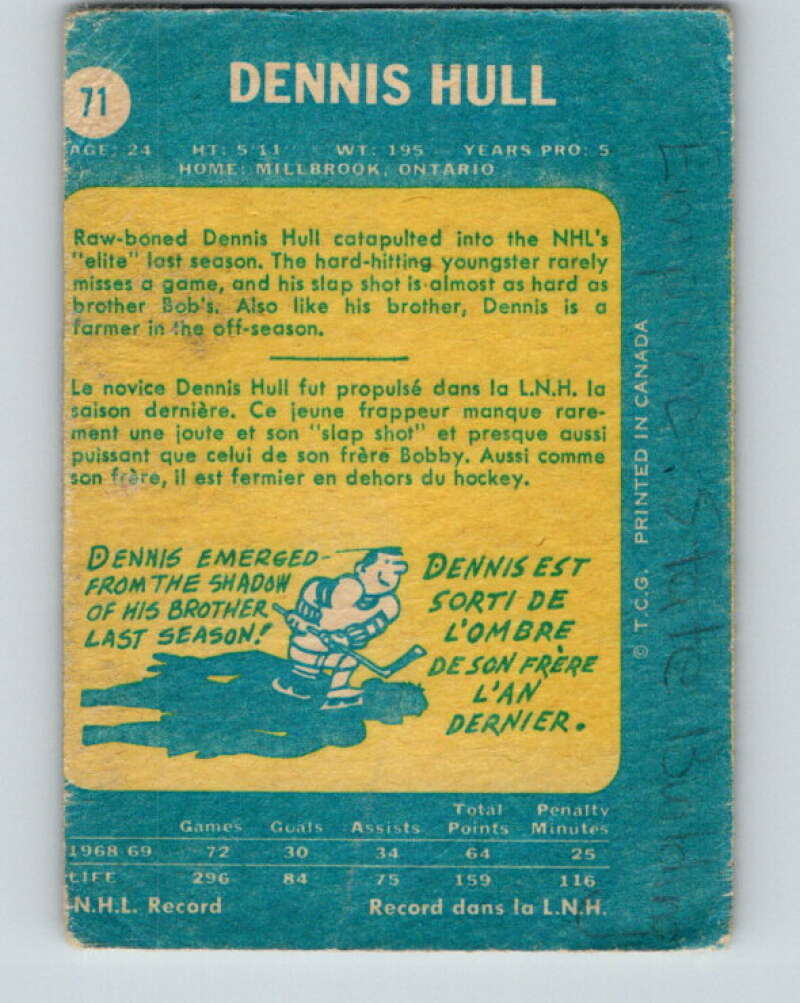 71
DENNIS HULL
AGE: 24 HT: 5'11" WT: 195 YEARS PRO: 5
HOME: MILLBROOK, ONTARIO
Raw-boned Dennis Hull catapulted into the NHL's
"elite" last season. The hard-hitting youngster rarely
misses a game, and his slap shot is almost as hard as
brother Bob's. Also like his brother, Dennis is a
farmer in the off-season.
Le novice Dennis Hull fut propulsé dans la L.N.H. la
saison dernière. Ce jeune frappeur manque rare-
ment une joute et son "slap shot" et presque aussi
puissant que celui de son frère Bobby. Aussi comme
son frère, il est fermier en dehors du hockey.
DENNIS EMERGED
FROM THE SHADOW
OF HIS BROTHER
LAST SEASON!
DENNIS EST
SORTI DE
L'OMBRE
DE SON FRÈRE
L'AN
DERNIER.
Games Goals Assists Total Points Penalty Minutes
1968 69 72 30 34 64 25
LIFE 296 84 75 159 116
N.H.L. Record Record dans la L.N.H.
© T.C.G. PRINTED IN CANADA
State Building